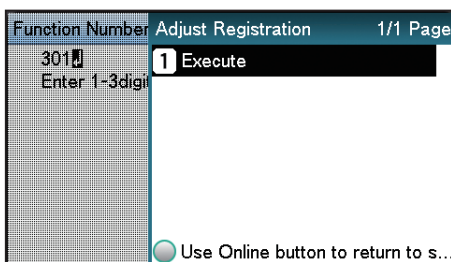 Function Number
301
Enter 1-3digi
Adjust Registration 1/1 Page
1 Execute
Use Online button to return to s...